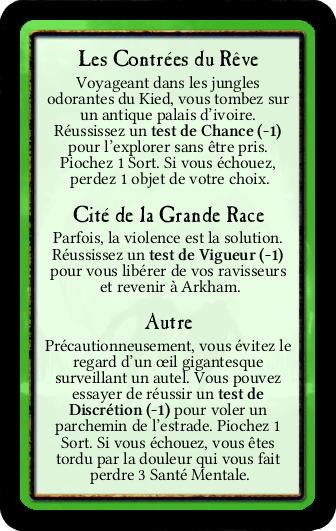 Les Contrées du Rêve
Voyageant dans les jungles
odorantes du Kied, vous tombez sur
un antique palais d'ivoire.
Réussissez un test de Chance (-1)
pour l'explorer sans être pris.
Piochez 1 Sort. Si vous échouez,
perdez 1 objet de votre choix.
Cité de la Grande Race
Parfois, la violence est la solution.
Réussissez un test de Vigueur (-1)
pour vous libérer de vos ravisseurs
et revenir à Arkham.
Autre
Précautionneusement, vous évitez le
regard d'un œil gigantesque
surveillant un autel. Vous pouvez
essayer de réussir un test de
Discrétion (-1) pour voler un
parchemin de l'estrade. Piochez 1
Sort. Si vous échouez, vous êtes
tordu par la douleur qui vous fait
perdre 3 Santé Mentale.